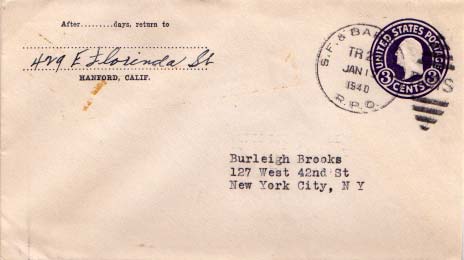 After.........days, return to
429 E Florinda St
HANFORD, CALIF.
S.F. & BA
TR 2
JAN 1
1940
R.P.O.
UNITED STATES POSTAGE
3 CENTS 3
Burleigh Brooks
127 West 42nd St
New York City, N Y